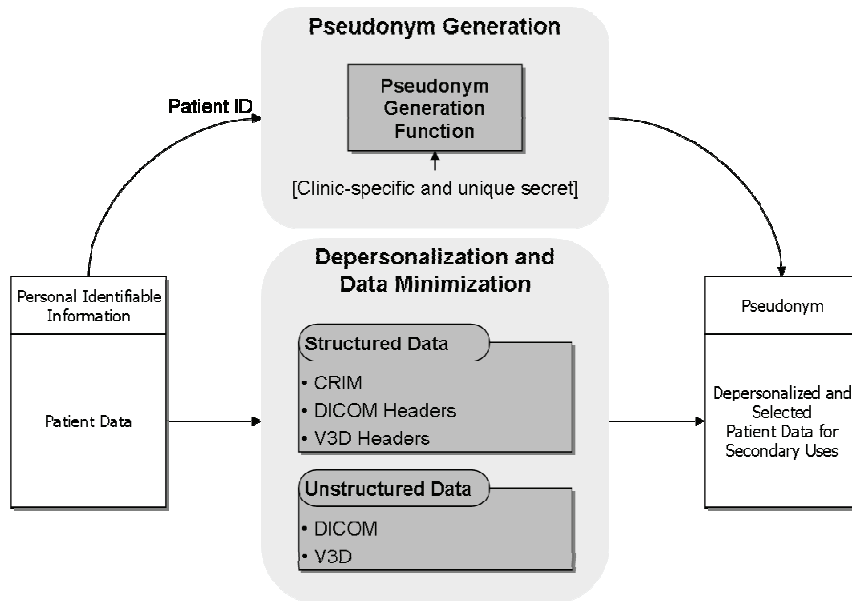 Pseudonym Generation
Patient ID
Pseudonym
Generation
Function
[Clinic-specific and unique secret]
Personal Identifiable
Information
Patient Data
Depersonalization and
Data Minimization
Structured Data
• CRIM
• DICOM Headers
• V3D Headers
Unstructured Data
• DICOM
• V3D
Pseudonym
Depersonalized and
Selected
Patient Data for
Secondary Uses